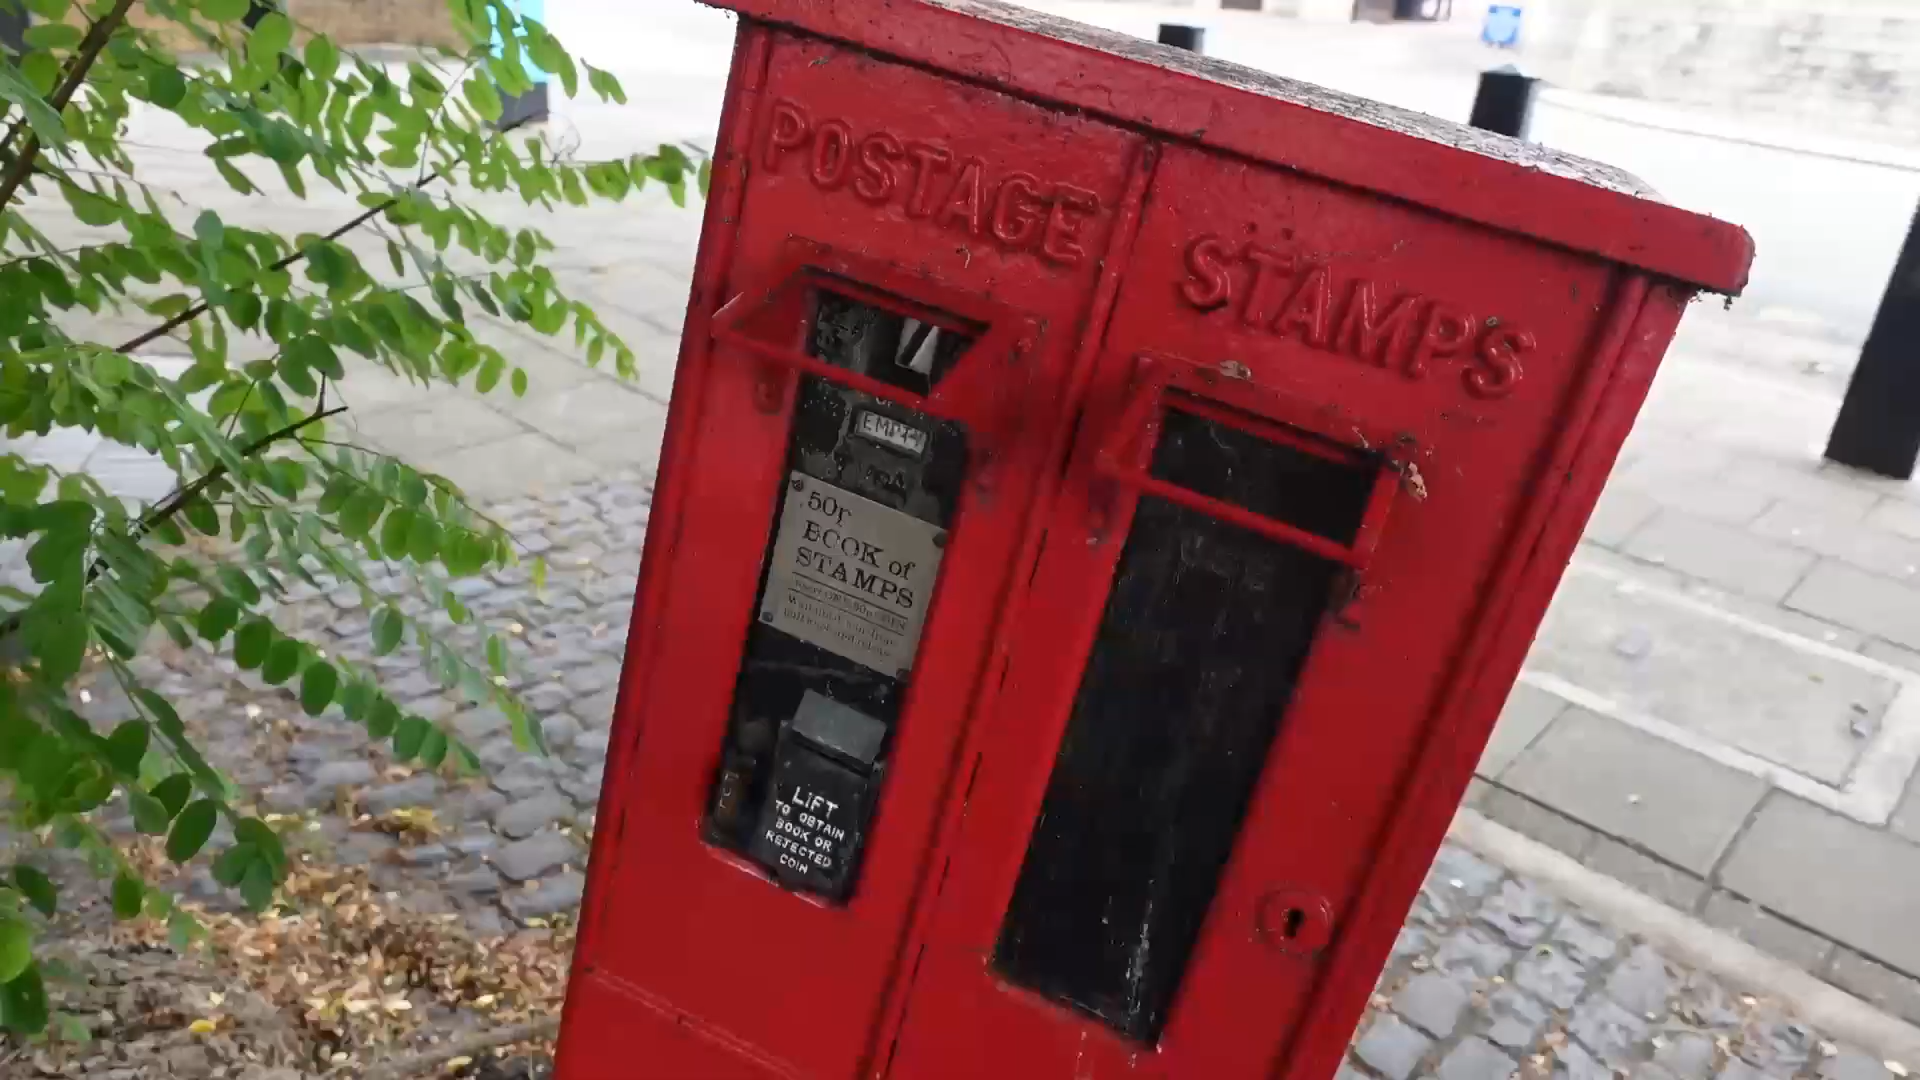 POSTAGE STAMPS
EMPTY
50p
BOOK of
STAMPS
LIFT
TO OBTAIN
BOOK OR
REJECTED
COIN